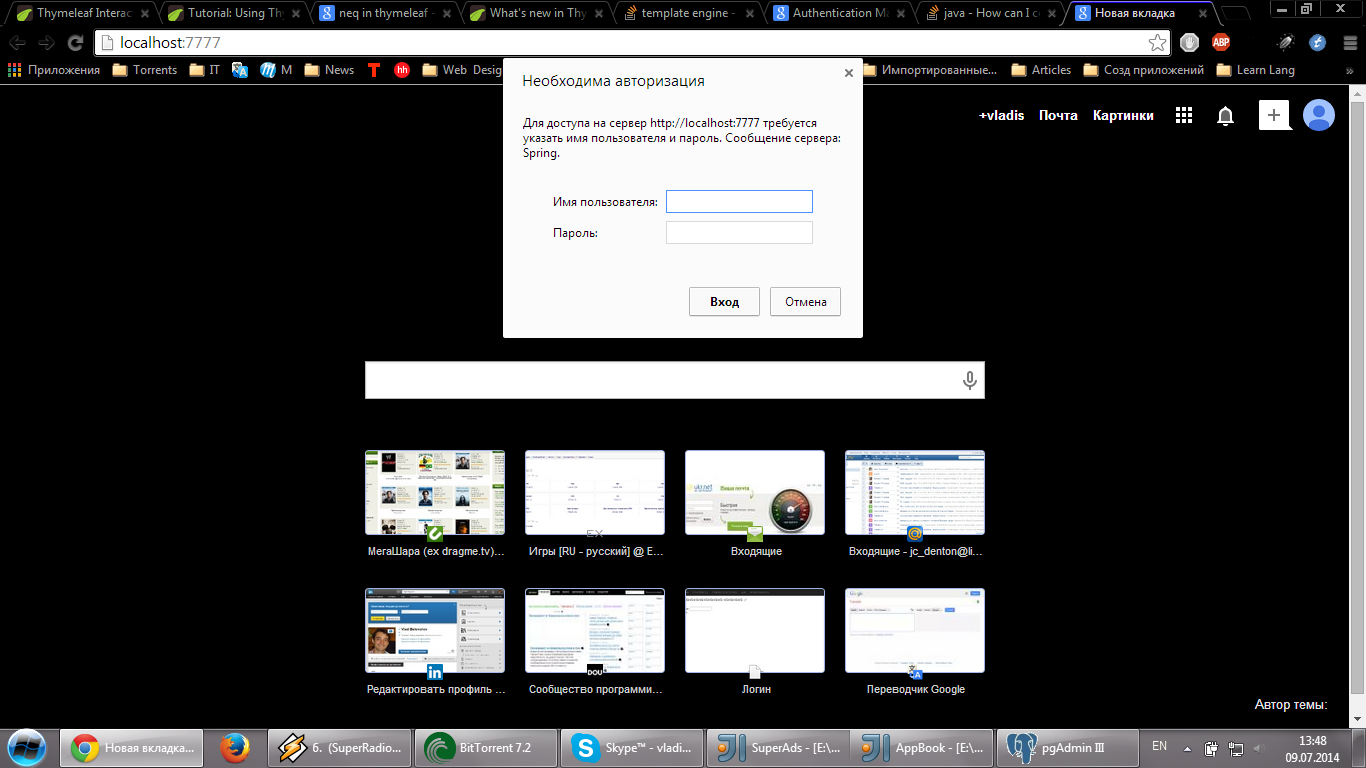 Thymeleaf Interac
Tutorial: Using Thy
neq in thymeleaf -
What's new in Thy
template engine -
Authentication Ma
java - How can I co
Новая вкладка
localhost:7777
ABP
Приложения
Torrents
IT
M
News
T
hh
Web Desig
Импортированные...
Articles
Созд приложений
Learn Lang
»
Необходима авторизация
Для доступа на сервер http://localhost:7777 требуется
указать имя пользователя и пароль. Сообщение сервера:
Spring.
Имя пользователя:
Пароль:
Вход
Отмена
+vladis
Почта
Картинки
МегаШара (ex dragme.tv)...
Игры [RU - русский] @ E...
Входящие
Входящие - jc_denton@li...
Редактировать профиль ...
Сообщество программи...
Логин
Переводчик Google
Автор темы:
Новая вкладка...
6. (SuperRadio...
BitTorrent 7.2
Skype™ - vladi...
SuperAds - [E:\...
AppBook - [E:\...
pgAdmin III
EN
13:48
09.07.2014